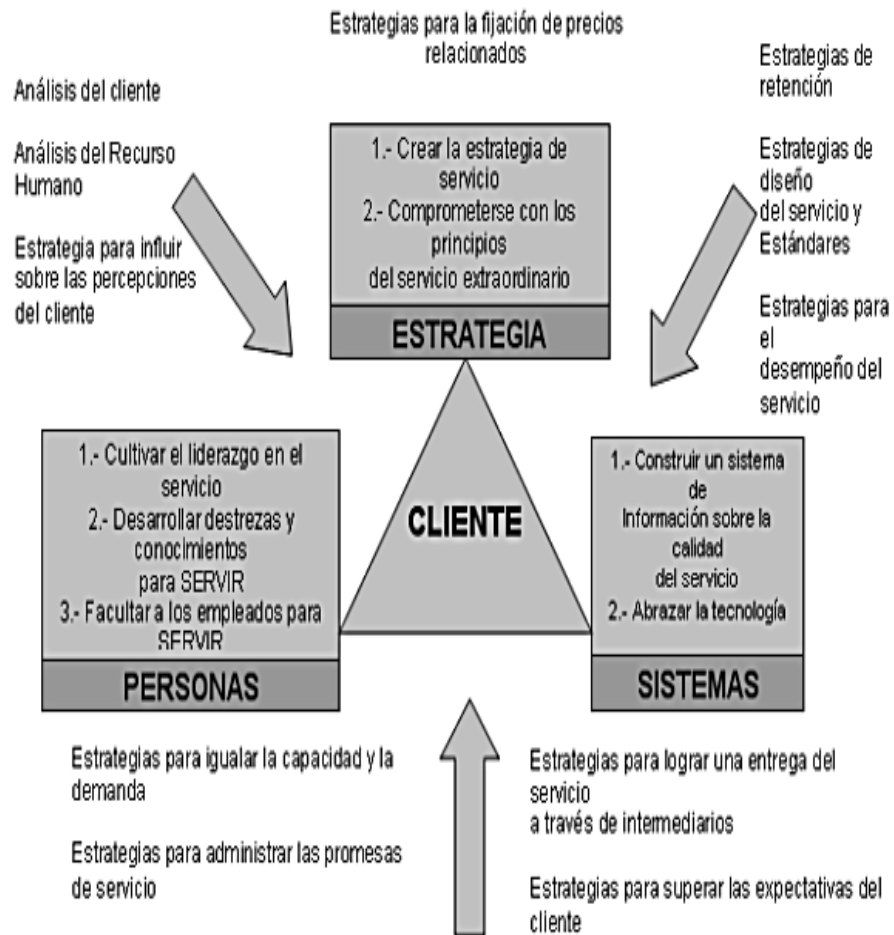 Estrategias para la fijación de precios
relacionados
Análisis del cliente
Análisis del Recurso
Humano
Estrategia para influir
sobre las percepciones
del cliente
1.- Crear la estrategia de
servicio
2.- Comprometerse con los
principios
del servicio extraordinario
ESTRATEGIA
Estrategias de
retención
Estrategias de
diseño
del servicio y
Estándares
Estrategias para
el
desempeño del
servicio
1.- Cultivar el liderazgo en el
servicio
2.- Desarrollar destrezas y
conocimientos
para SERVIR
3.- Facultar a los empleados para
SERVIR
PERSONAS
CLIENTE
1.- Construir un sistema
de
Información sobre la
calidad
del servicio
2.- Abrazar la tecnología
SISTEMAS
Estrategias para igualar la capacidad y la
demanda
Estrategias para administrar las promesas
de servicio
Estrategias para lograr una entrega del
servicio
a través de intermediarios
Estrategias para superar las expectativas del
cliente